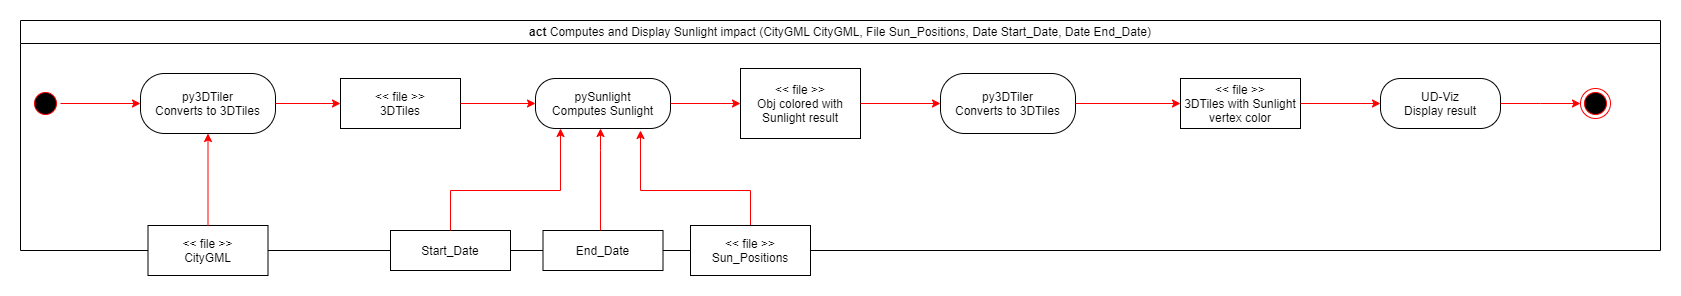 act Computes and Display Sunlight impact (CityGML CityGML, File Sun_Positions, Date Start_Date, Date End_Date)
py3DTiler
Converts to 3DTiles
<< file >>
3DTiles
pySunlight
Computes Sunlight
<< file >>
Obj colored with
Sunlight result
py3DTiler
Converts to 3DTiles
<< file >>
3DTiles with Sunlight
vertex color
UD-Viz
Display result
<< file >>
CityGML
Start_Date
End_Date
<< file >>
Sun_Positions